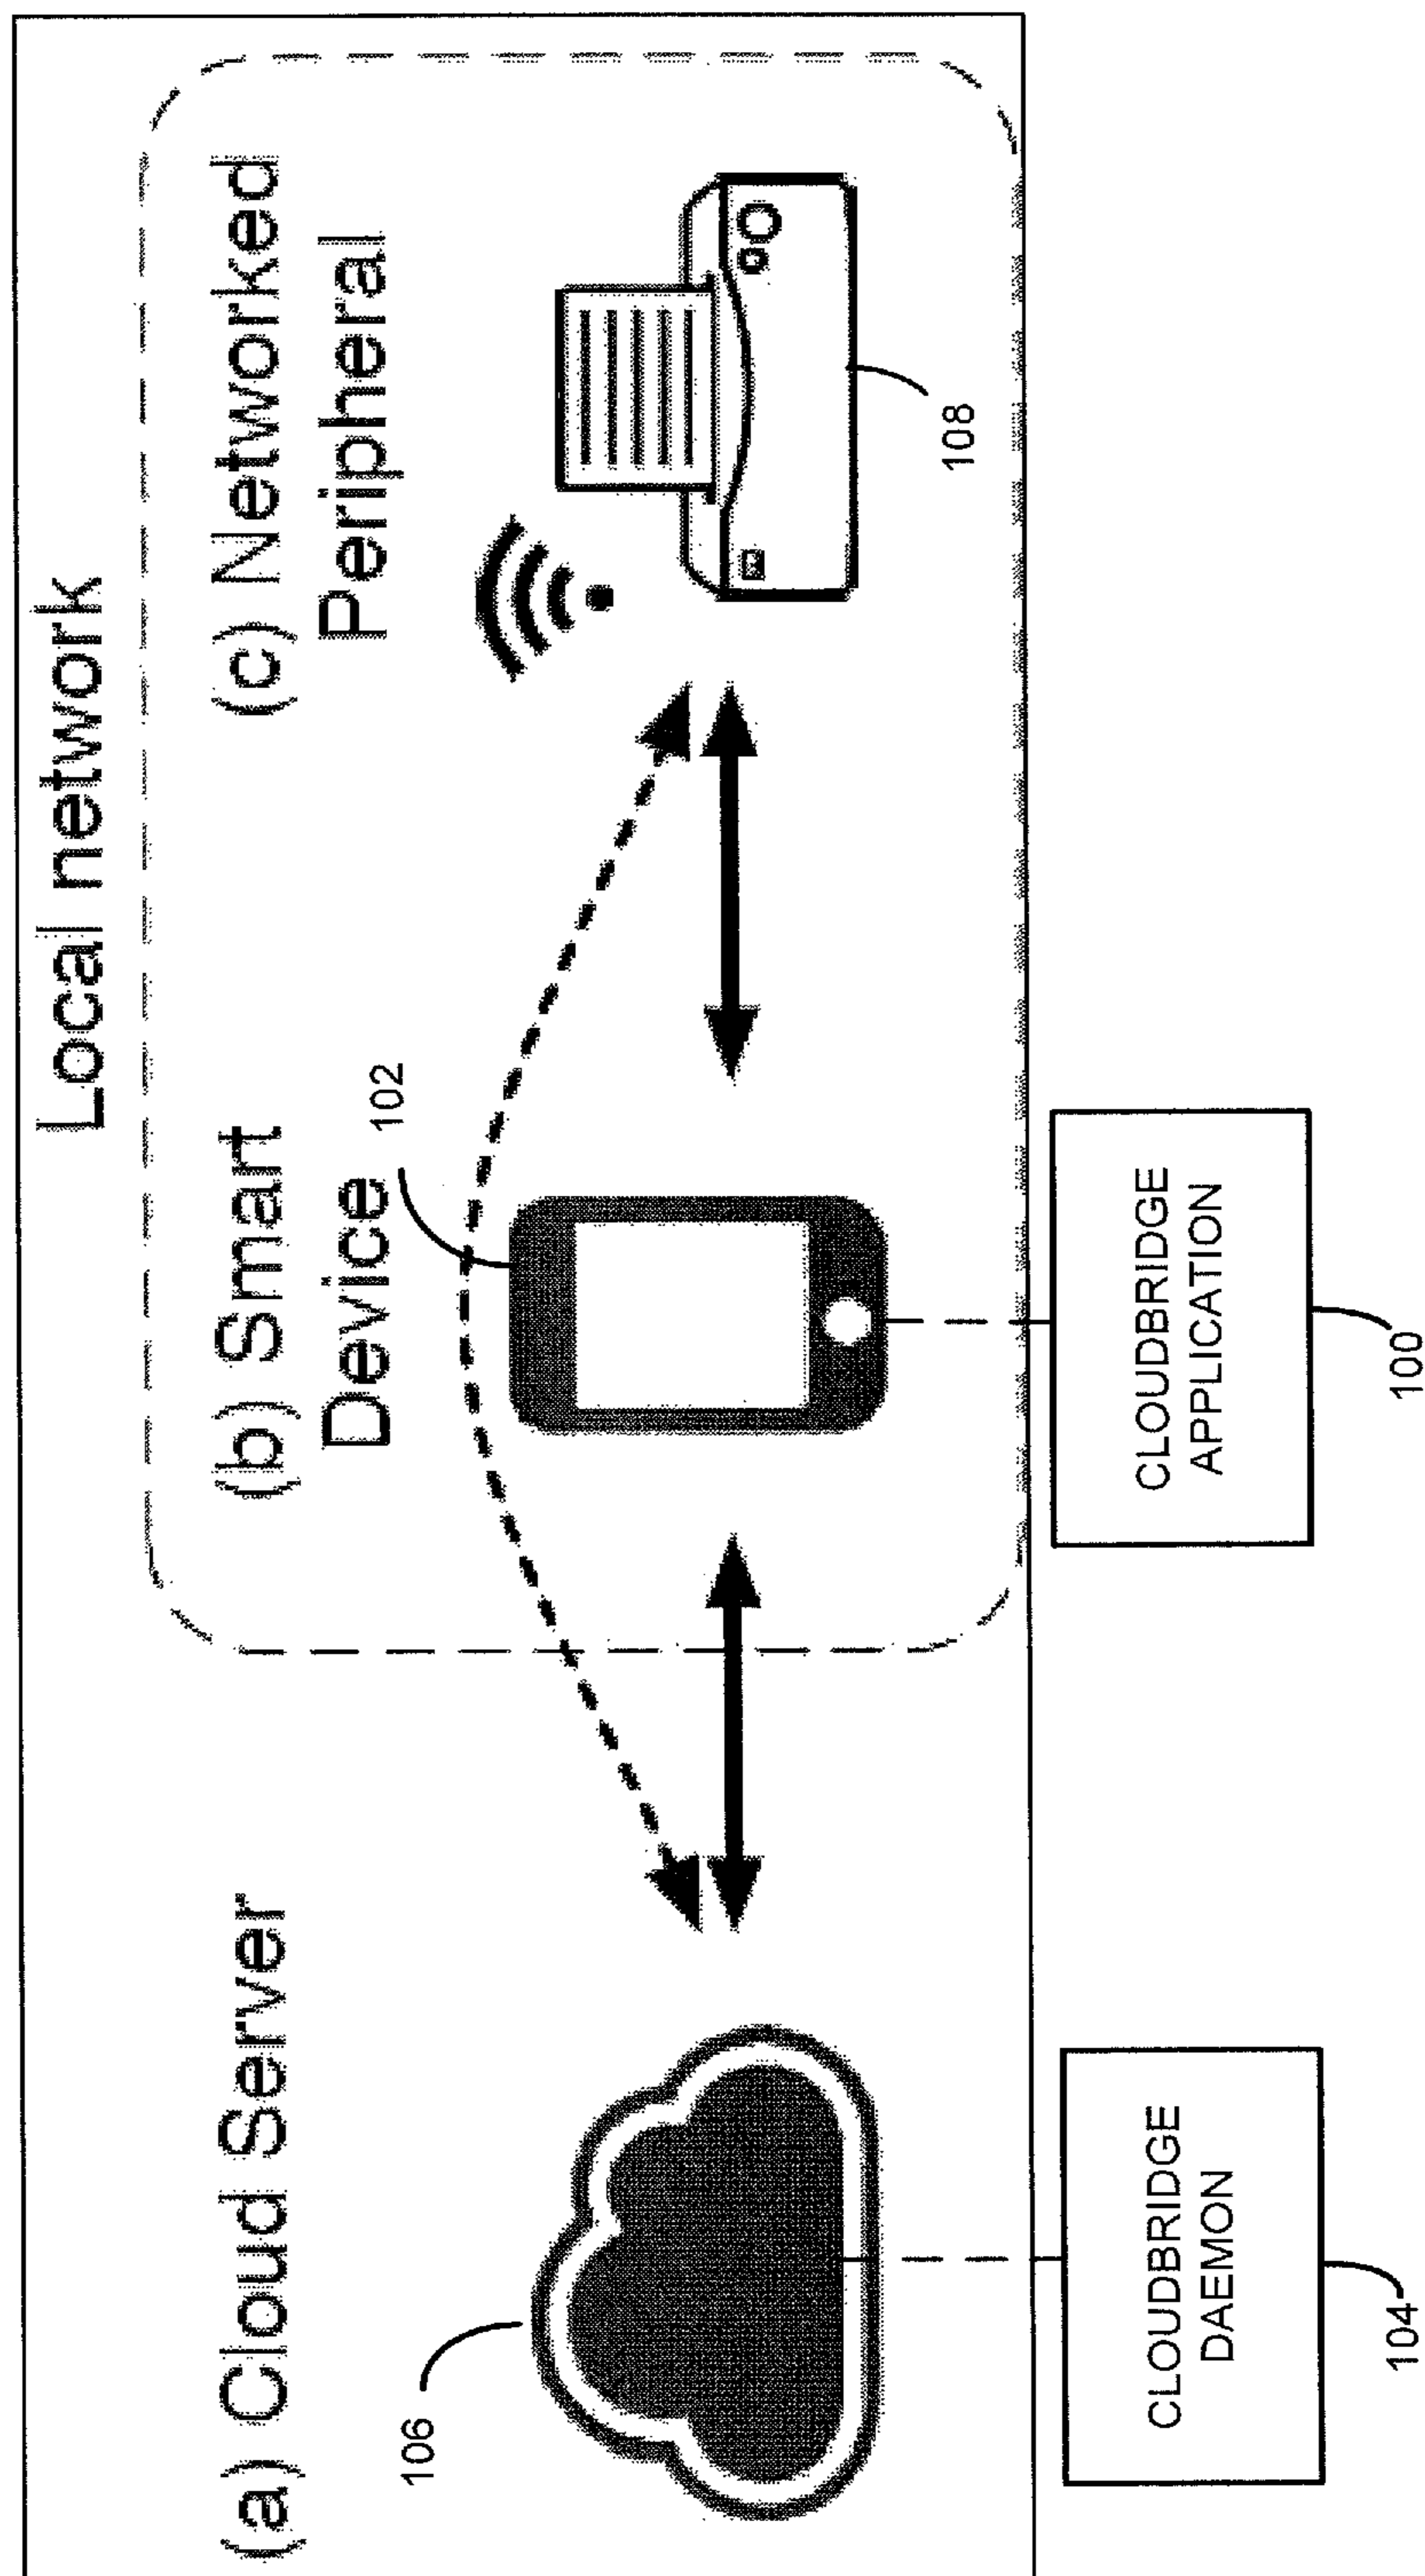 Local network
(a) Cloud Server
(b) Smart
Device
(c) Networked
Peripheral
106
102
108
CLOUDBRIDGE
DAEMON
CLOUDBRIDGE
APPLICATION
104
100